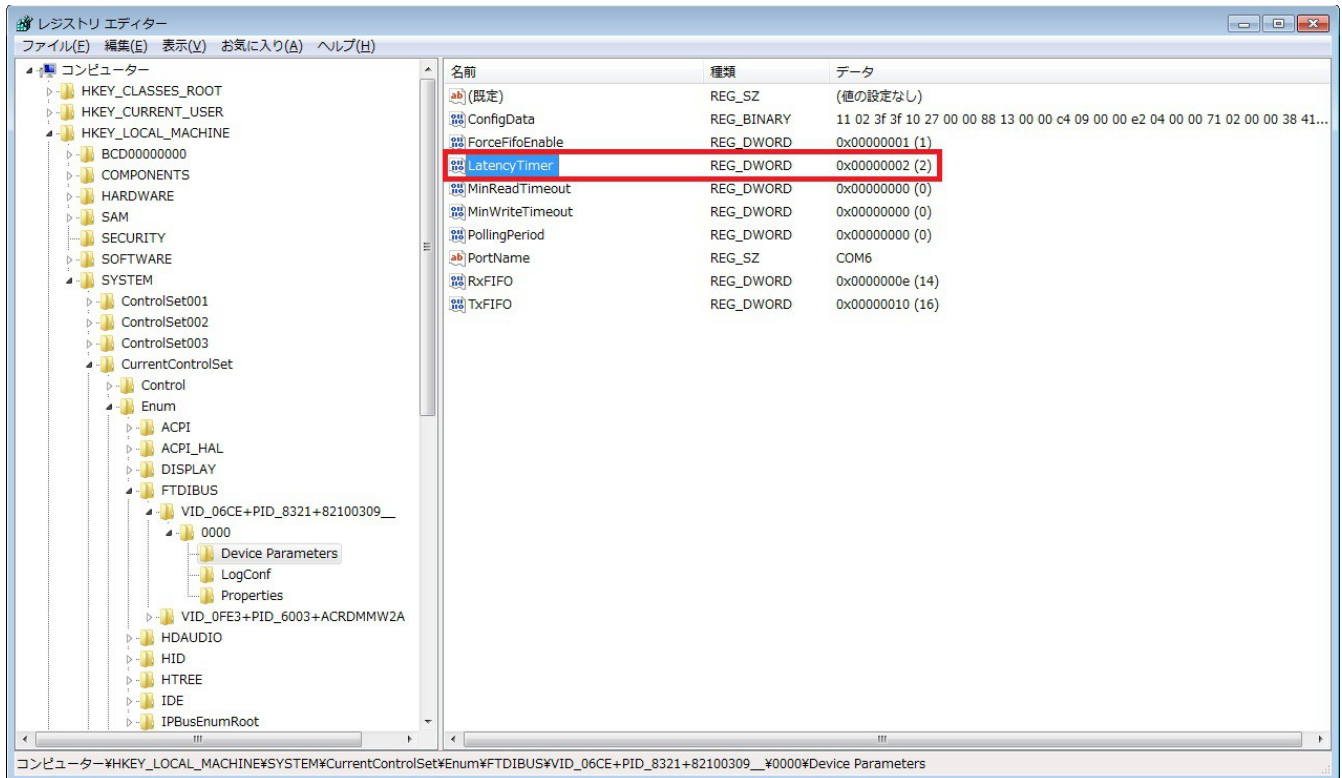 レジストリ エディター
ファイル(F) 編集(E) 表示(V) お気に入り(A) ヘルプ(H)
コンピューター
HKEY_CLASSES_ROOT
HKEY_CURRENT_USER
HKEY_LOCAL_MACHINE
BCD00000000
COMPONENTS
HARDWARE
SAM
SECURITY
SOFTWARE
SYSTEM
ControlSet001
ControlSet002
ControlSet003
CurrentControlSet
Control
Enum
ACPI
ACPI_HAL
DISPLAY
FTDIBUS
VID_06CE+PID_8321+82100309__
0000
Device Parameters
LogConf
Properties
VID_0FE3+PID_6003+ACRDMMW2A
HDAUDIO
HID
HTREE
IDE
IPBusEnumRoot
名前 種類 データ
(既定) REG_SZ (値の設定なし)
ConfigData REG_BINARY 11 02 3f 3f 10 27 00 00 88 13 00 00 c4 09 00 00 e2 04 00 00 71 02 00 00 38 41...
ForceFifoEnable REG_DWORD 0x00000001 (1)
LatencyTimer REG_DWORD 0x00000002 (2)
MinReadTimeout REG_DWORD 0x00000000 (0)
MinWriteTimeout REG_DWORD 0x00000000 (0)
PollingPeriod REG_DWORD 0x00000000 (0)
PortName REG_SZ COM6
RxFIFO REG_DWORD 0x0000000e (14)
TxFIFO REG_DWORD 0x00000010 (16)
コンピューター¥HKEY_LOCAL_MACHINE¥SYSTEM¥CurrentControlSet¥Enum¥FTDIBUS¥VID_06CE+PID_8321+82100309__¥0000¥Device Parameters